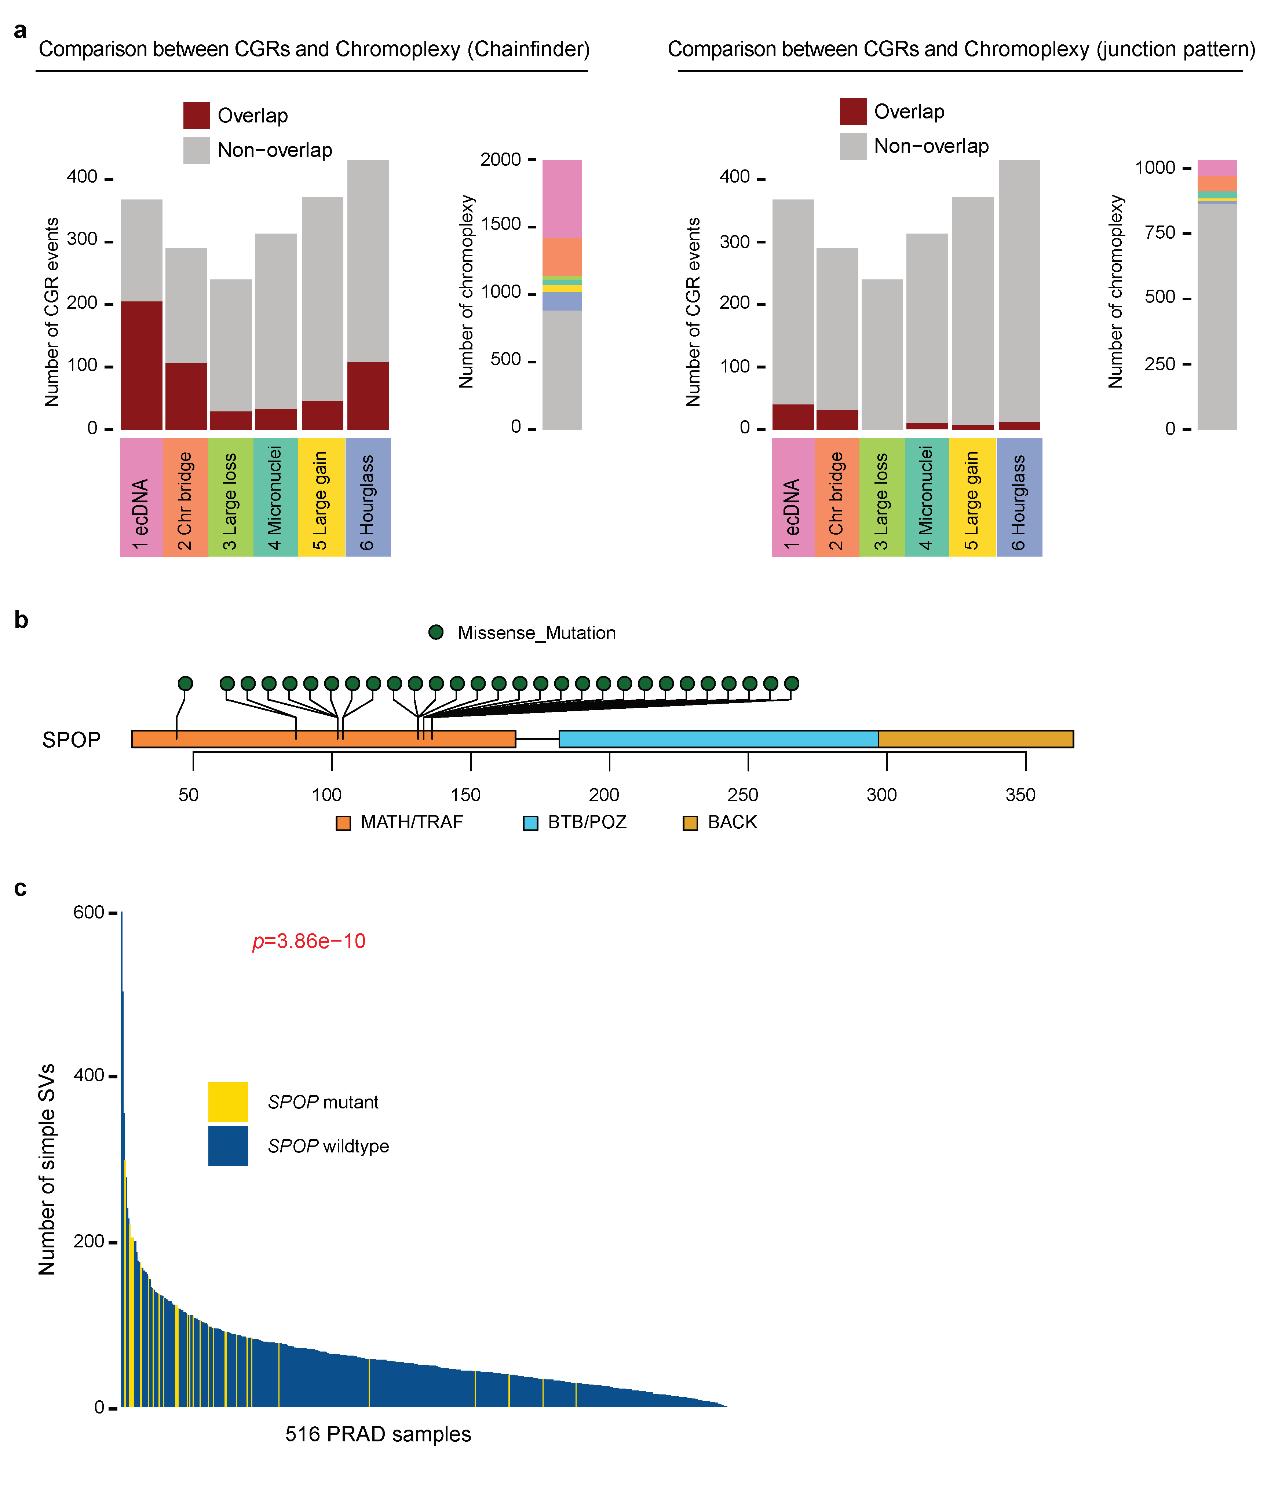 a
Comparison between CGRs and Chromoplexy (Chainfinder)
Overlap
Non−overlap
Number of CGR events
400
300
200
100
0
1 ecDNA
2 Chr bridge
3 Large loss
4 Micronuclei
5 Large gain
6 Hourglass
Number of chromoplexy
2000
1500
1000
500
0
Comparison between CGRs and Chromoplexy (junction pattern)
Overlap
Non−overlap
Number of CGR events
400
300
200
100
0
1 ecDNA
2 Chr bridge
3 Large loss
4 Micronuclei
5 Large gain
6 Hourglass
Number of chromoplexy
1000
750
500
250
0
b
Missense_Mutation
SPOP
50 100 150 200 250 300 350
MATH/TRAF BTB/POZ BACK
c
p=3.86e−10
Number of simple SVs
600
400
200
0
SPOP mutant
SPOP wildtype
516 PRAD samples